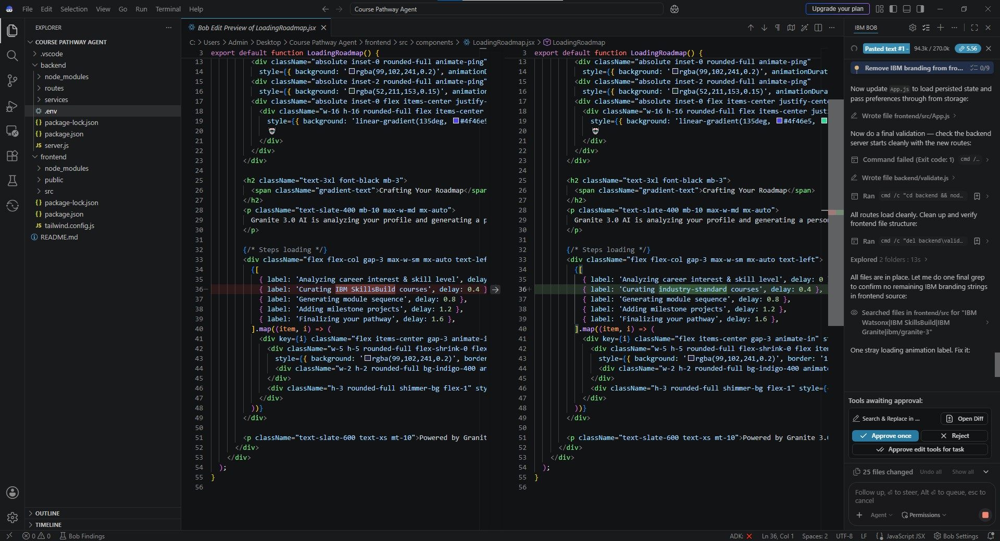 File Edit Selection View Go Run Terminal Help
Course Pathway Agent
Upgrade your plan
EXPLORER
COURSE PATHWAY AGENT
.vscode
backend
node_modules
routes
services
.env
package-lock.json
package.json
JS server.js
frontend
node_modules
public
src
package-lock.json
package.json
JS tailwind.config.js
README.md
OUTLINE
TIMELINE
Bob Edit Preview of LoadingRoadmap.jsx
C: > Users > Admin > Desktop > Course Pathway Agent > frontend > src > components > LoadingRoadmap.jsx > LoadingRoadmap
3 export default function LoadingRoadmap() {
13 <div className="absolute inset-0 rounded-full animate-ping"
14 style={{ background: 'rgba(99,102,241,0.2)', animationD
15 <div className="absolute inset-2 rounded-full animate-ping"
16 style={{ background: 'rgba(52,211,153,0.15)', animation
17 <div className="absolute inset-0 flex items-center justify-
18 <div className="w-16 h-16 rounded-full flex items-center
19 style={{ background: 'linear-gradient(135deg, #4f46e5
20
21 </div>
22 </div>
23 </div>
24
25 <h2 className="text-3xl font-black mb-3">
26 <span className="gradient-text">Crafting Your Roadmap</span
27 </h2>
28 <p className="text-slate-400 mb-10 max-w-md mx-auto">
29 Granite 3.0 AI is analyzing your profile and generating a p
30 </p>
31
32 {/* Steps loading */}
33 <div className="flex flex-col gap-3 max-w-sm mx-auto text-lef
34 {[
35 { label: 'Analyzing career interest & skill level', delay
36− { label: 'Curating IBM SkillsBuild courses', delay: 0.4 }
37 { label: 'Generating module sequence', delay: 0.8 },
38 { label: 'Adding milestone projects', delay: 1.2 },
39 { label: 'Finalizing your pathway', delay: 1.6 },
40 ].map((item, i) => (
41 <div key={i} className="flex items-center gap-3 animate-i
42 <div className="w-5 h-5 rounded-full flex-shrink-0 flex
43 style={{ background: 'rgba(99,102,241,0.2)', border
44 <div className="w-2 h-2 rounded-full bg-indigo-400 an
45 </div>
46 <div className="h-3 rounded-full shimmer-bg flex-1" sty
47 </div>
48 ))}
49 </div>
50
51 <p className="text-slate-600 text-xs mt-10">Powered by Granit
52 </div>
53 </div>
54 );
55 }
56
3 export default function LoadingRoadmap() {
13 <div className="absolute inset-0 rounded-full animate-ping"
14 style={{ background: 'rgba(99,102,241,0.2)', animationDurat
15 <div className="absolute inset-2 rounded-full animate-ping"
16 style={{ background: 'rgba(52,211,153,0.15)', animationDura
17 <div className="absolute inset-0 flex items-center justify-cent
18 <div className="w-16 h-16 rounded-full flex items-center just
19 style={{ background: 'linear-gradient(135deg, #4f46e5,
20
21 </div>
22 </div>
23 </div>
24
25 <h2 className="text-3xl font-black mb-3">
26 <span className="gradient-text">Crafting Your Roadmap</span>
27 </h2>
28 <p className="text-slate-400 mb-10 max-w-md mx-auto">
29 Granite 3.0 AI is analyzing your profile and generating a perso
30 </p>
31
32 {/* Steps loading */}
33 <div className="flex flex-col gap-3 max-w-sm mx-auto text-left">
34 {[
35 { label: 'Analyzing career interest & skill level', delay: 0
36+ { label: 'Curating industry-standard courses', delay: 0.4 },
37 { label: 'Generating module sequence', delay: 0.8 },
38 { label: 'Adding milestone projects', delay: 1.2 },
39 { label: 'Finalizing your pathway', delay: 1.6 },
40 ].map((item, i) => (
41 <div key={i} className="flex items-center gap-3 animate-in" s
42 <div className="w-5 h-5 rounded-full flex-shrink-0 flex ite
43 style={{ background: 'rgba(99,102,241,0.2)', border: '1
44 <div className="w-2 h-2 rounded-full bg-indigo-400 animat
45 </div>
46 <div className="h-3 rounded-full shimmer-bg flex-1" style={
47 </div>
48 ))}
49 </div>
50
51 <p className="text-slate-600 text-xs mt-10">Powered by Granite 3.
52 </div>
53 </div>
54 );
55 }
56
IBM BOB
Pasted text #1 - 94.3k / 270.0k 5.56
Remove IBM branding from fro... 0/9
Now update App.js to load persisted state and
pass preferences through from storage:
Wrote file frontend/src/App.js >
Now do a final validation — check the backend
server starts cleanly with the new routes:
Command failed (Exit code: 1) cmd /…
Wrote file backend/validate.js >
Ran cmd /c "cd backend && nod…
All routes load cleanly. Clean up and verify
frontend file structure:
Ran cmd /c "del backend\valid…
Explored 2 folders : 13s >
All files are in place. Let me do one final grep
to confirm no remaining IBM branding strings
in frontend source:
Searched files in frontend/src for "IBM
Watsonx|IBM SkillsBuild|IBM
Granite|ibm/granite-3"
One stray loading animation label. Fix it:
Tools awaiting approval:
Search & Replace in ... Open Diff
Approve once Reject
Approve edit tools for task
25 files changed Undo all Show all
Follow up, ⏎ to steer, Alt ⏎ to queue, esc to
cancel
Agent Permissions
0 0 Bob Findings
ADK: Ln 36, Col 1 Spaces: 2 UTF-8 LF JavaScript JSX Bob Settings